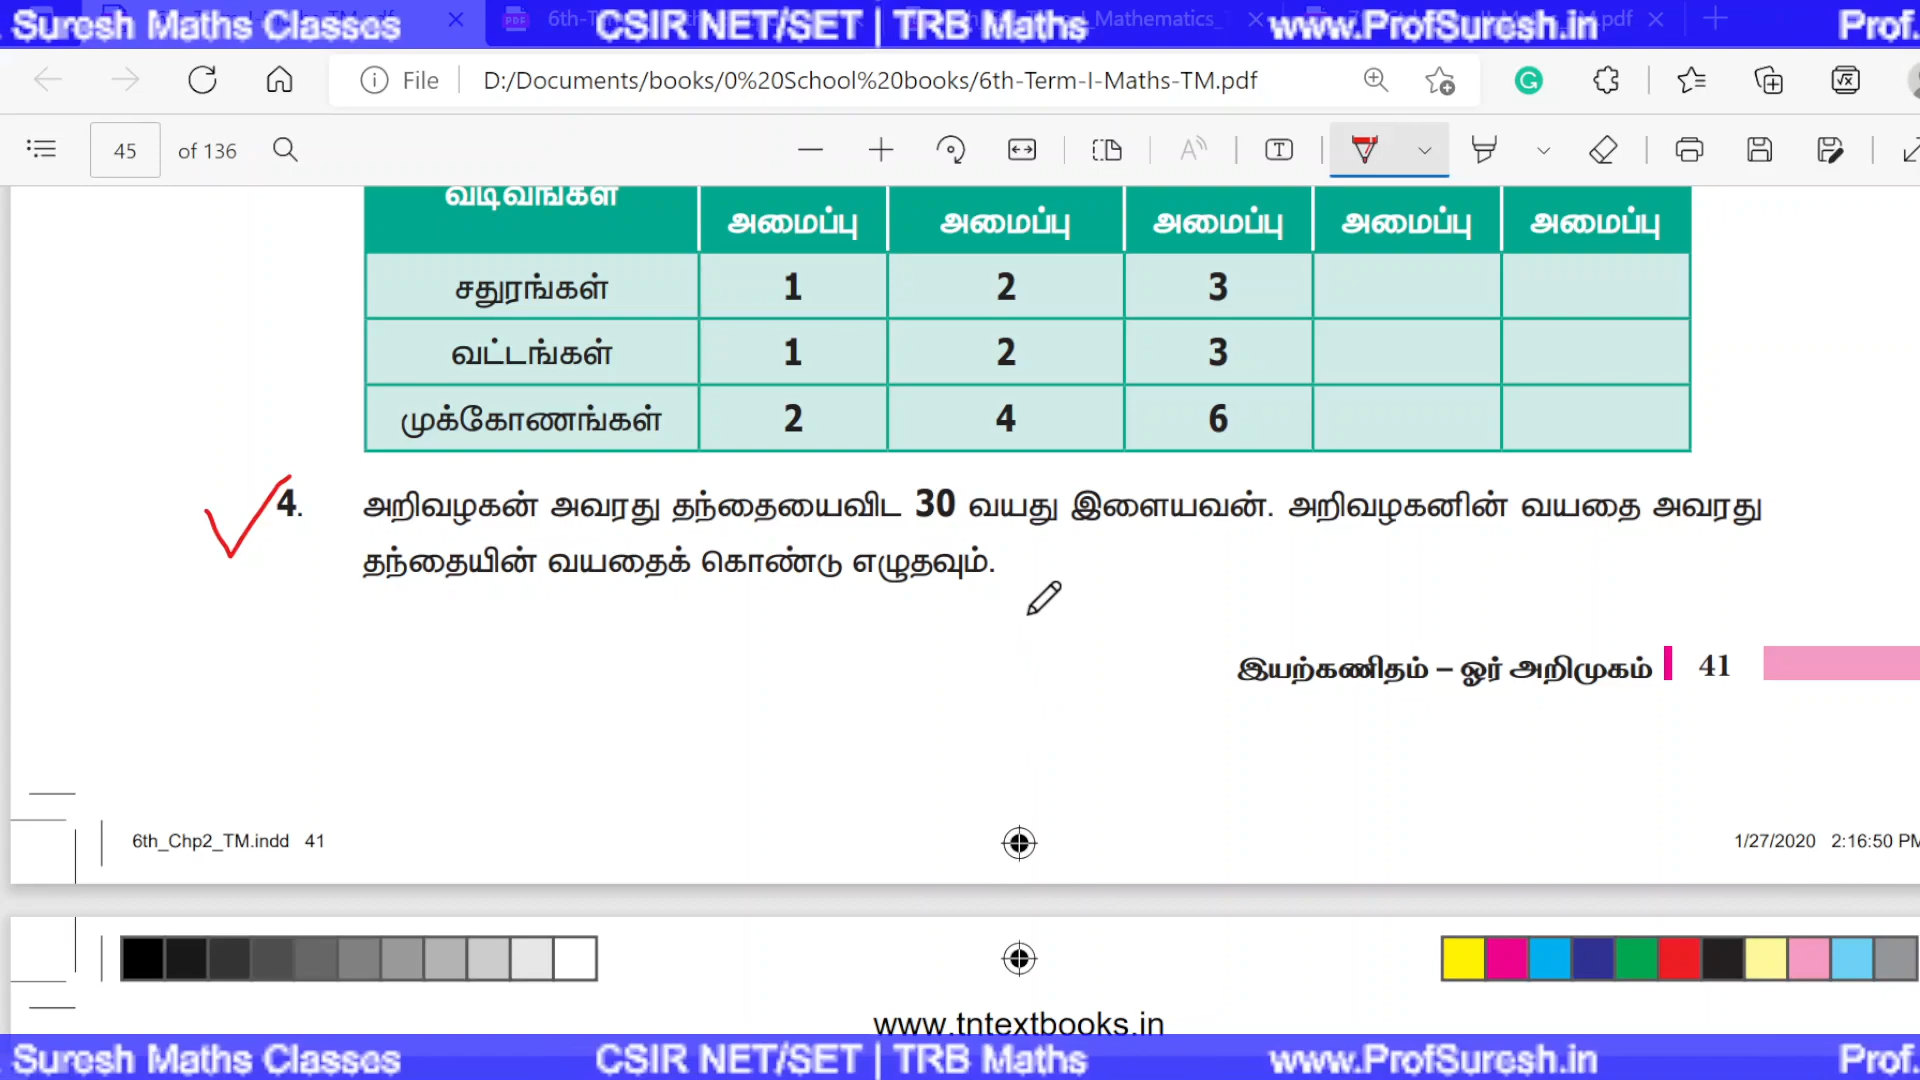 Suresh Maths Classes CSIR NET/SET | TRB Maths www.ProfSuresh.in Prof.
File D:/Documents/books/0%20School%20books/6th-Term-I-Maths-TM.pdf
45 of 136
வடிவங்கள்
அமைப்பு அமைப்பு அமைப்பு அமைப்பு அமைப்பு
சதுரங்கள் 1 2 3
வட்டங்கள் 1 2 3
முக்கோணங்கள் 2 4 6
4. அறிவழகன் அவரது தந்தையைவிட 30 வயது இளையவன். அறிவழகனின் வயதை அவரது
தந்தையின் வயதைக் கொண்டு எழுதவும்.
இயற்கணிதம் – ஓர் அறிமுகம் 41
6th_Chp2_TM.indd 41 1/27/2020 2:16:50 PM
www.tntextbooks.in
Suresh Maths Classes CSIR NET/SET | TRB Maths www.ProfSuresh.in Prof.